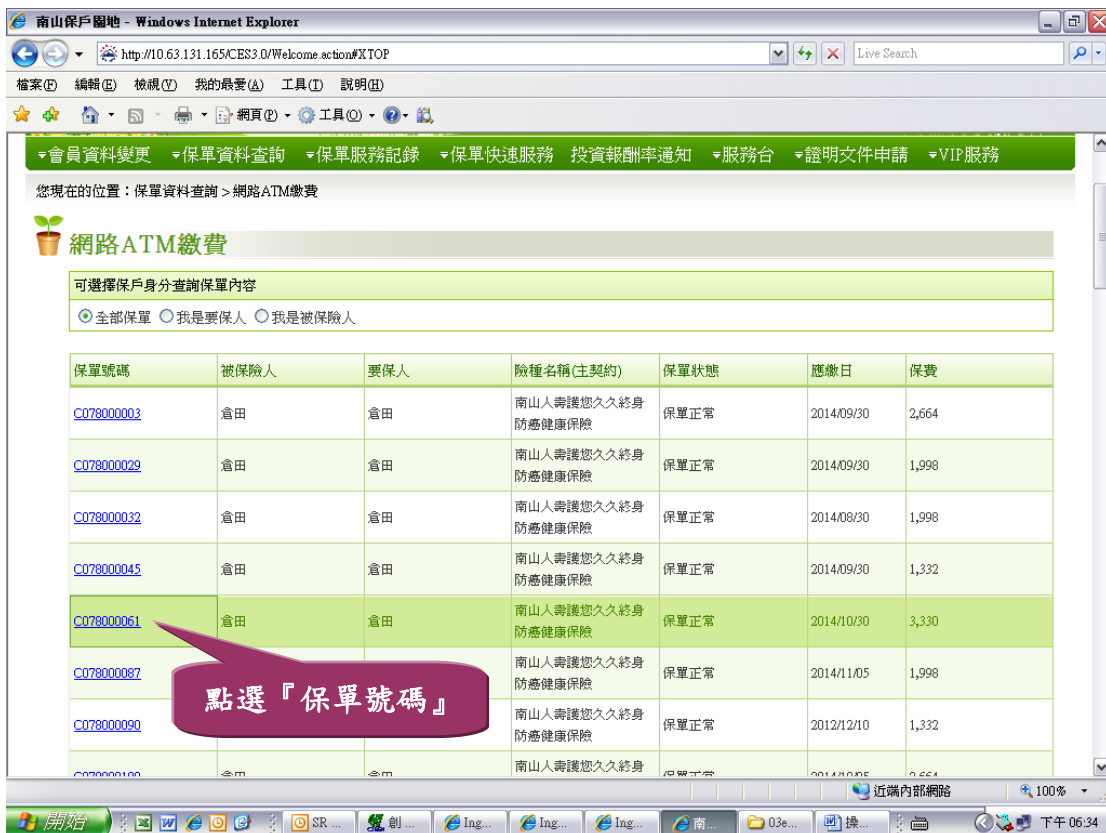 南山保戶園地 - Windows Internet Explorer
http://10.63.131.165/CES3.0/Welcome.action#XTOP
Live Search
檔案(F) 編輯(E) 檢視(V) 我的最愛(A) 工具(T) 說明(H)
網頁(P) 工具(O)
會員資料變更 保單資料查詢 保單服務記錄 保單快速服務 投資報酬率通知 服務台 證明文件申請 VIP服務
您現在的位置：保單資料查詢 > 網路ATM繳費
網路ATM繳費
可選擇保戶身分查詢保單內容
全部保單 我是要保人 我是被保險人
保單號碼 被保險人 要保人 險種名稱(主契約) 保單狀態 應繳日 保費
C078000003 倉田 倉田 南山人壽護您久久終身 保單正常 2014/09/30 2,664
防癌健康保險
C078000029 倉田 倉田 南山人壽護您久久終身 保單正常 2014/09/30 1,998
防癌健康保險
C078000032 倉田 倉田 南山人壽護您久久終身 保單正常 2014/08/30 1,998
防癌健康保險
C078000045 倉田 倉田 南山人壽護您久久終身 保單正常 2014/09/30 1,332
防癌健康保險
C078000061 倉田 倉田 南山人壽護您久久終身 保單正常 2014/10/30 3,330
防癌健康保險
C078000087 南山人壽護您久久終身 保單正常 2014/11/05 1,998
防癌健康保險
點選『保單號碼』
C078000090 南山人壽護您久久終身 保單正常 2012/12/10 1,332
防癌健康保險
南山人壽護您久久終身
近端內部網路 100%
開始 SR ... 創... Ing... Ing... Ing... 南... 03e... 操... 下午 06:34